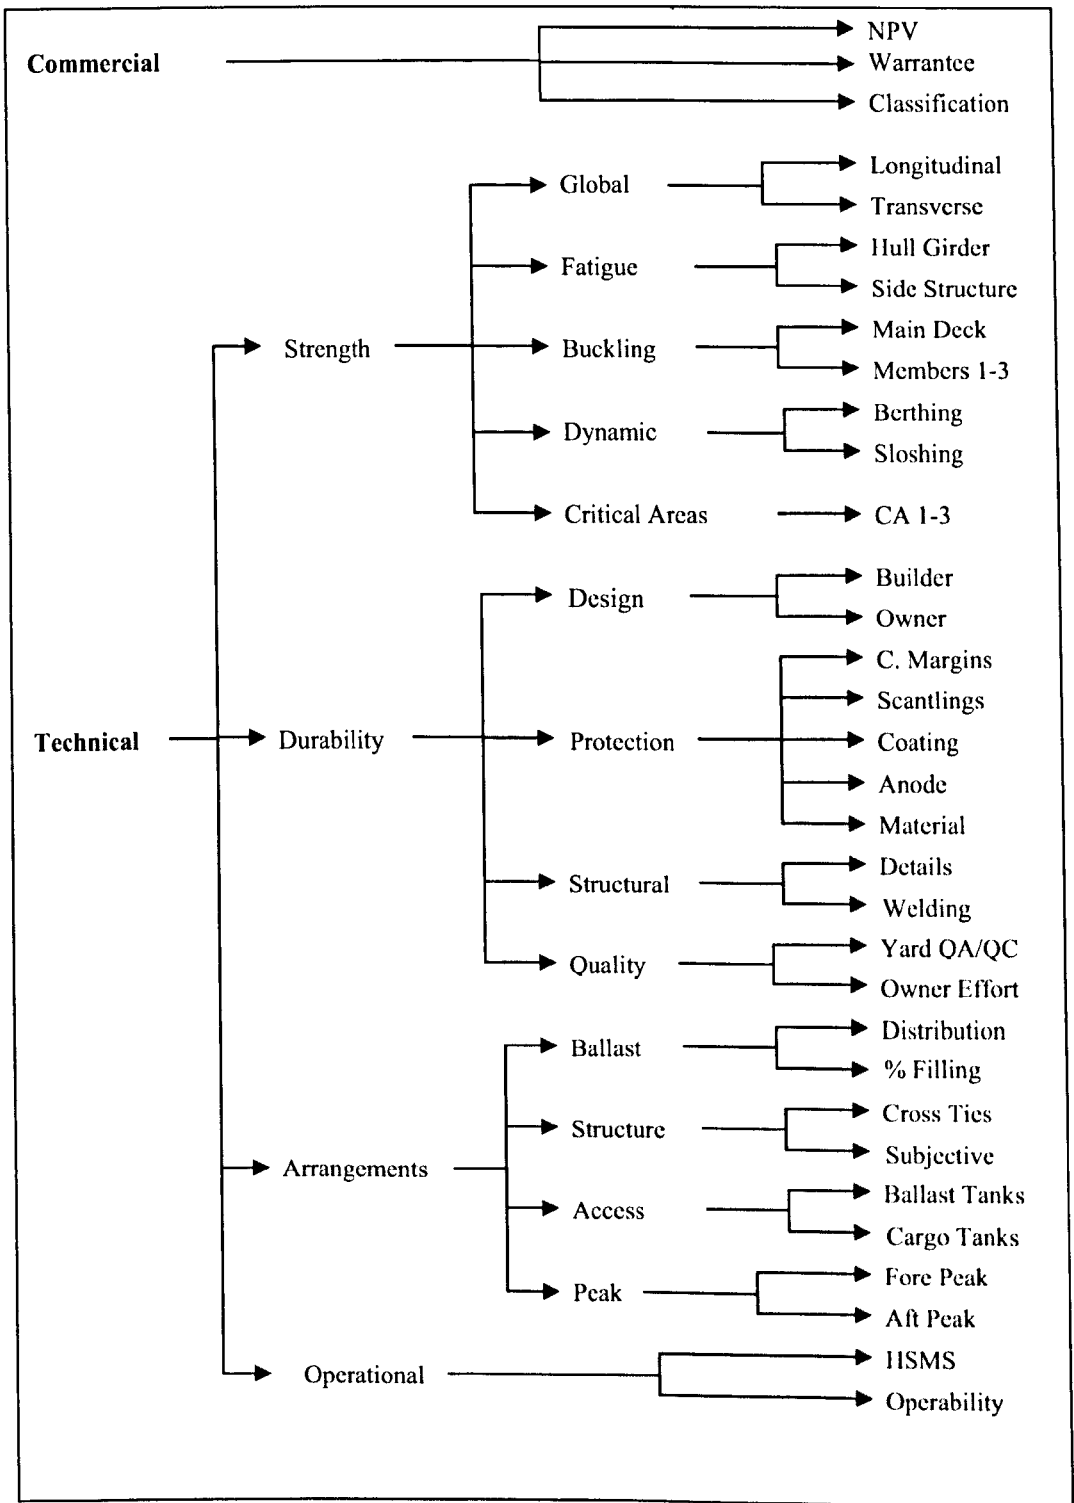 NPV
Commercial
Warrantee
Classification
Longitudinal
Global
Transverse
Hull Girder
Fatigue
Side Structure
Main Deck
Strength
Buckling
Members 1-3
Berthing
Dynamic
Sloshing
Critical Areas
CA 1-3
Builder
Design
Owner
C. Margins
Scantlings
Technical
Durability
Protection
Coating
Anode
Material
Details
Structural
Welding
Yard QA/QC
Quality
Owner Effort
Distribution
Ballast
% Filling
Cross Ties
Structure
Subjective
Arrangements
Ballast Tanks
Access
Cargo Tanks
Fore Peak
Peak
Aft Peak
HSMS
Operational
Operability